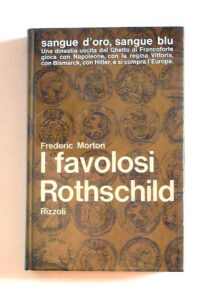 sangue d'oro, sangue blu
Una dinastia uscita dal Ghetto di Francoforte
gioca con Napoleone, con la regina Vittoria,
con Bismarck, con Hitler, e si compra l'Europa.
Frederic Morton
I favolosi
Rothschild
Rizzoli